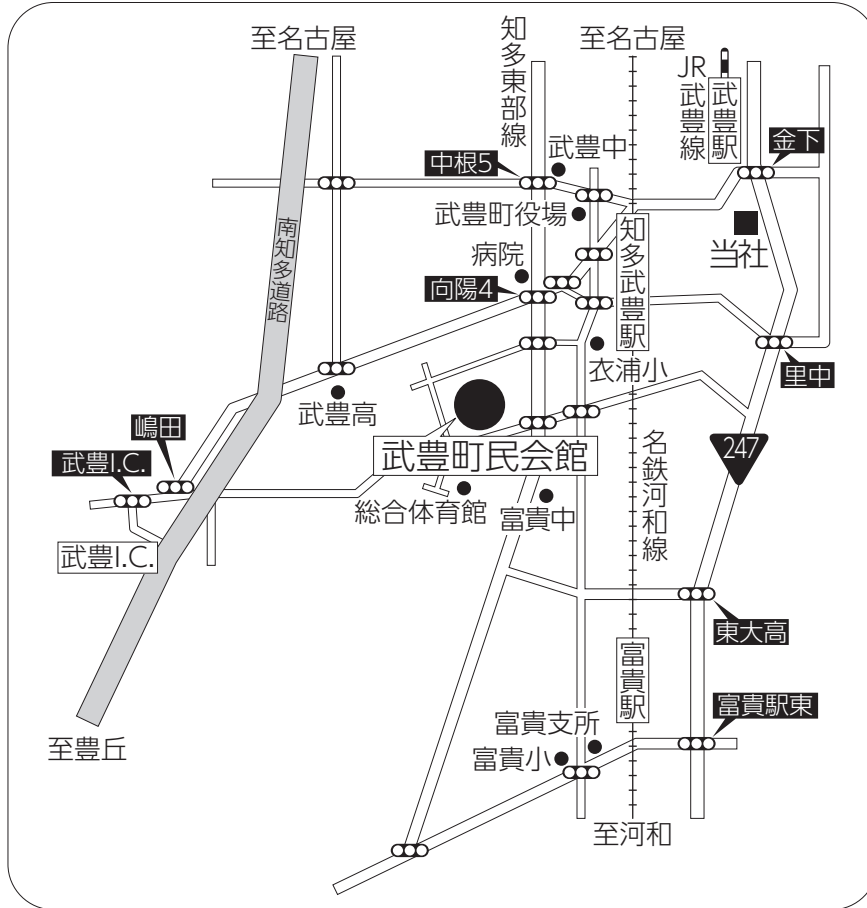 至名古屋
知多東部線
至名古屋
JR武豊線
武豊駅
金下
中根5
武豊中
武豊町役場
当社
南知多道路
病院
知多武豊駅
向陽4
里中
衣浦小
武豊高
嶋田
武豊町民会館
247
武豊I.C.
名鉄河和線
総合体育館
富貴中
武豊I.C.
東大高
富貴駅
富貴駅東
富貴支所
至豊丘
富貴小
至河和